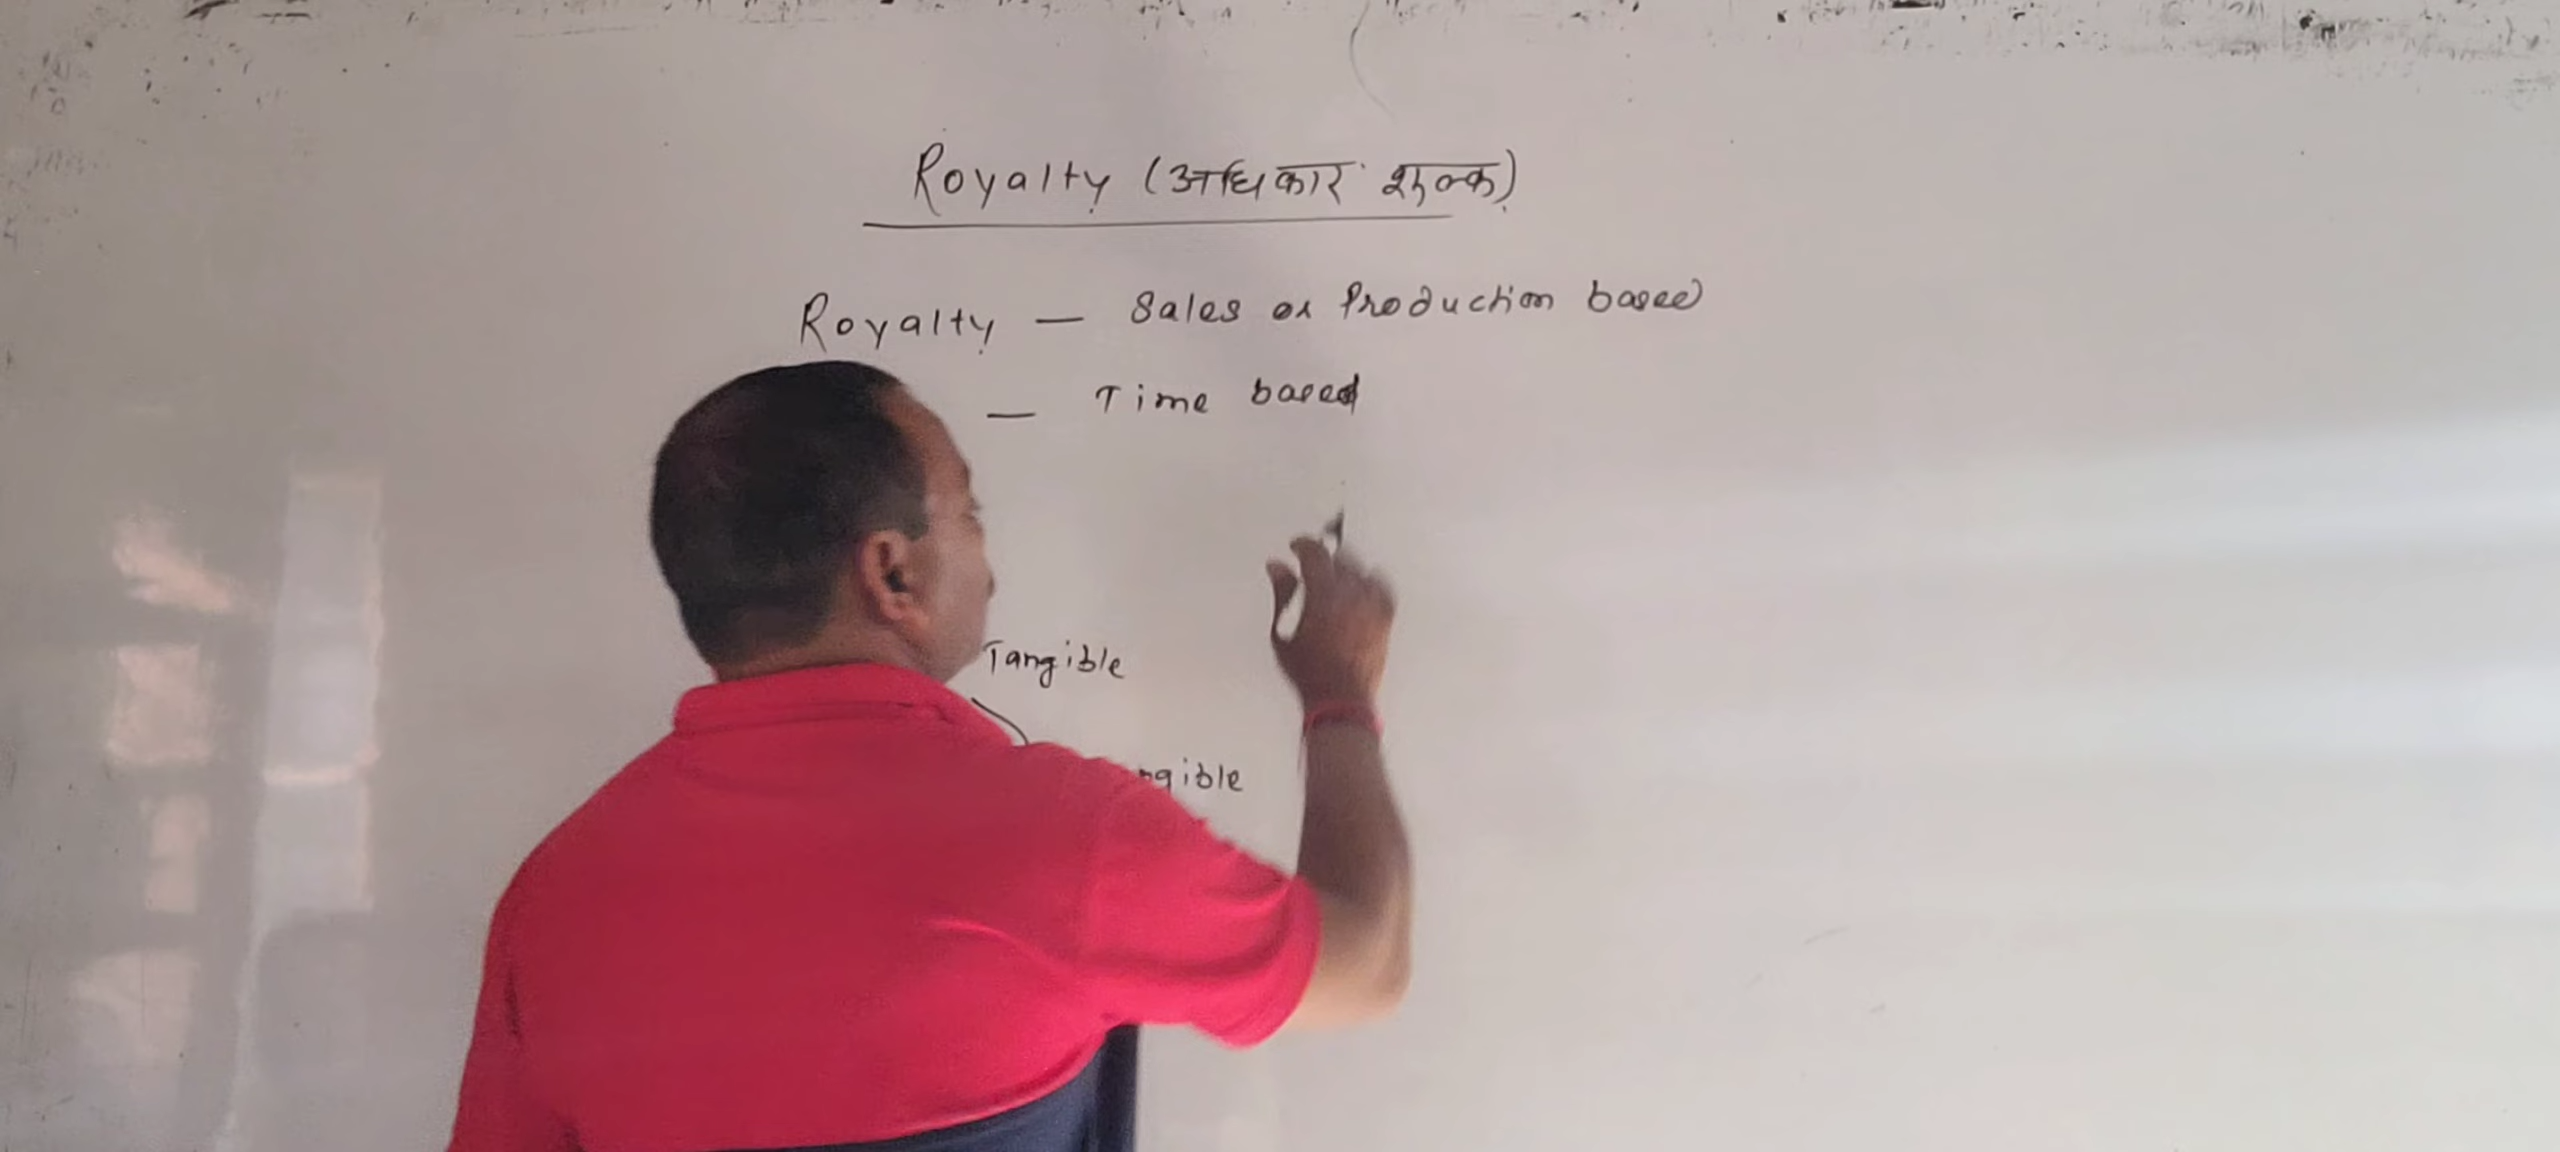 Royalty (अधिकार शुल्क)
Royalty — Sales or Production based
— Time based
Tangible